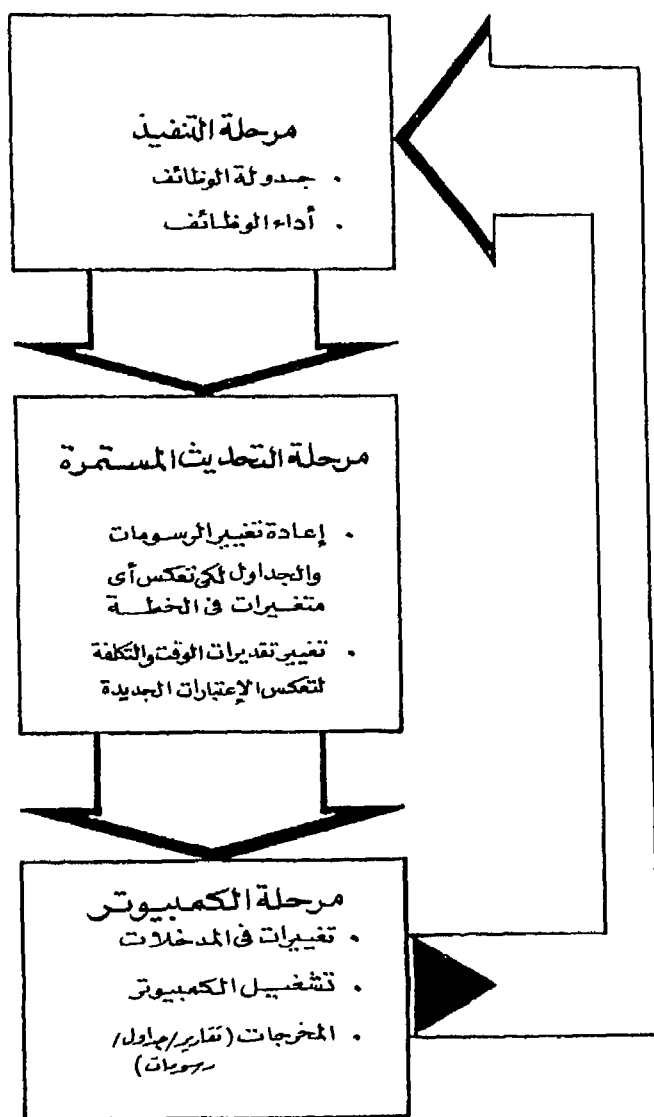 مرحلة التنفيذ
. جدولة الوظائف
. أداء الوظائف
مرحلة التحديث المستمرة
. إعادة تغيير الرسومات
والجداول لكى تعكس أى
متغيرات فى الخطة
. تغيير تقديرات الوقت والتكلفة
لتعكس الإعتبارات الجديدة
مرحلة الكمبيوتر
. تغييرات فى المدخلات
. تشغيل الكمبيوتر
. المخرجات (تقارير/جداول/
رسومات)